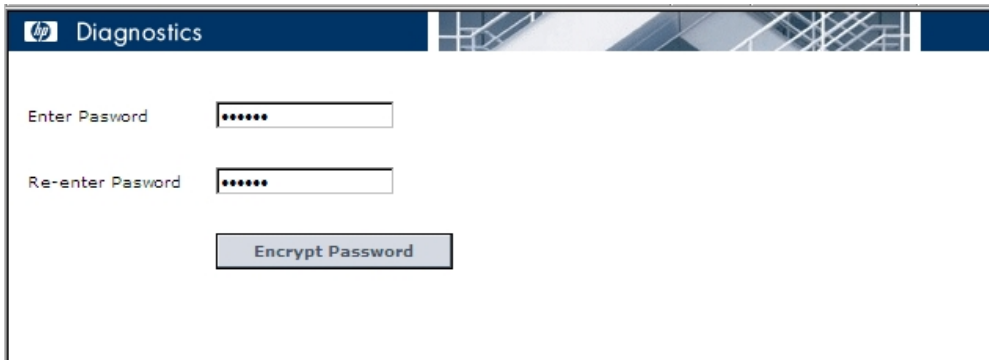 hp Diagnostics
Enter Pasword ••••••
Re-enter Pasword ••••••
Encrypt Password